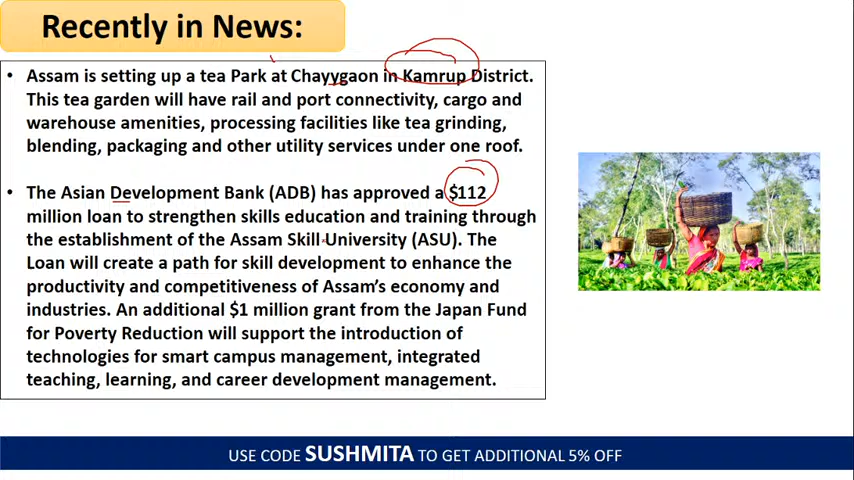 Recently in News:
• Assam is setting up a tea Park at Chayygaon in Kamrup District.
This tea garden will have rail and port connectivity, cargo and
warehouse amenities, processing facilities like tea grinding,
blending, packaging and other utility services under one roof.
• The Asian Development Bank (ADB) has approved a $112
million loan to strengthen skills education and training through
the establishment of the Assam Skill University (ASU). The
Loan will create a path for skill development to enhance the
productivity and competitiveness of Assam's economy and
industries. An additional $1 million grant from the Japan Fund
for Poverty Reduction will support the introduction of
technologies for smart campus management, integrated
teaching, learning, and career development management.
USE CODE SUSHMITA TO GET ADDITIONAL 5% OFF